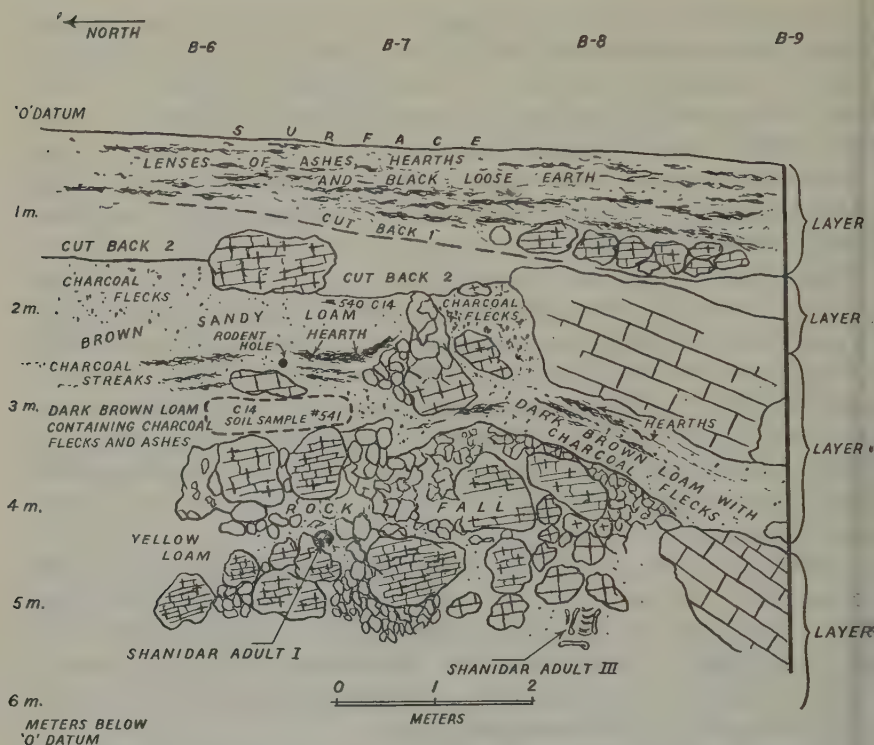 NORTH
B-6 B-7 B-8 B-9
'O' DATUM
SURFACE
LENSES OF ASHES, HEARTHS
AND BLACK LOOSE EARTH
1 m.
CUT BACK 1
LAYER
CUT BACK 2
CUT BACK 2
CHARCOAL
FLECKS
540 C14
CHARCOAL
FLECKS
2 m.
SANDY LOAM
LAYER
BROWN
RODENT
HOLE
HEARTH
CHARCOAL
STREAKS
3 m.
DARK BROWN LOAM
CONTAINING CHARCOAL
FLECKS AND ASHES
C14
SOIL SAMPLE #541
HEARTHS
DARK BROWN LOAM WITH
CHARCOAL FLECKS
LAYER
4 m.
ROCK FALL
YELLOW
LOAM
5 m.
LAYER
SHANIDAR ADULT I
SHANIDAR ADULT III
6 m.
0 1 2
METERS
METERS BELOW
'O' DATUM